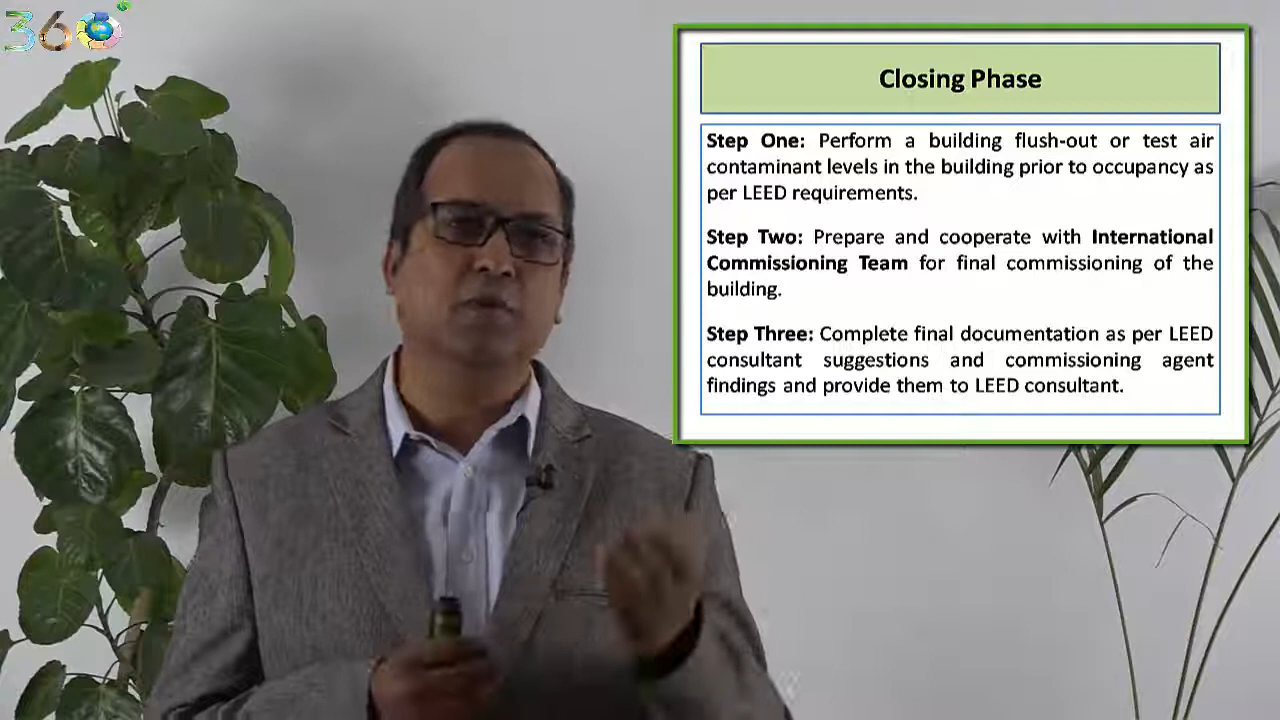 360
Closing Phase
Step One: Perform a building flush-out or test air
contaminant levels in the building prior to occupancy as
per LEED requirements.
Step Two: Prepare and cooperate with International
Commissioning Team for final commissioning of the
building.
Step Three: Complete final documentation as per LEED
consultant suggestions and commissioning agent
findings and provide them to LEED consultant.